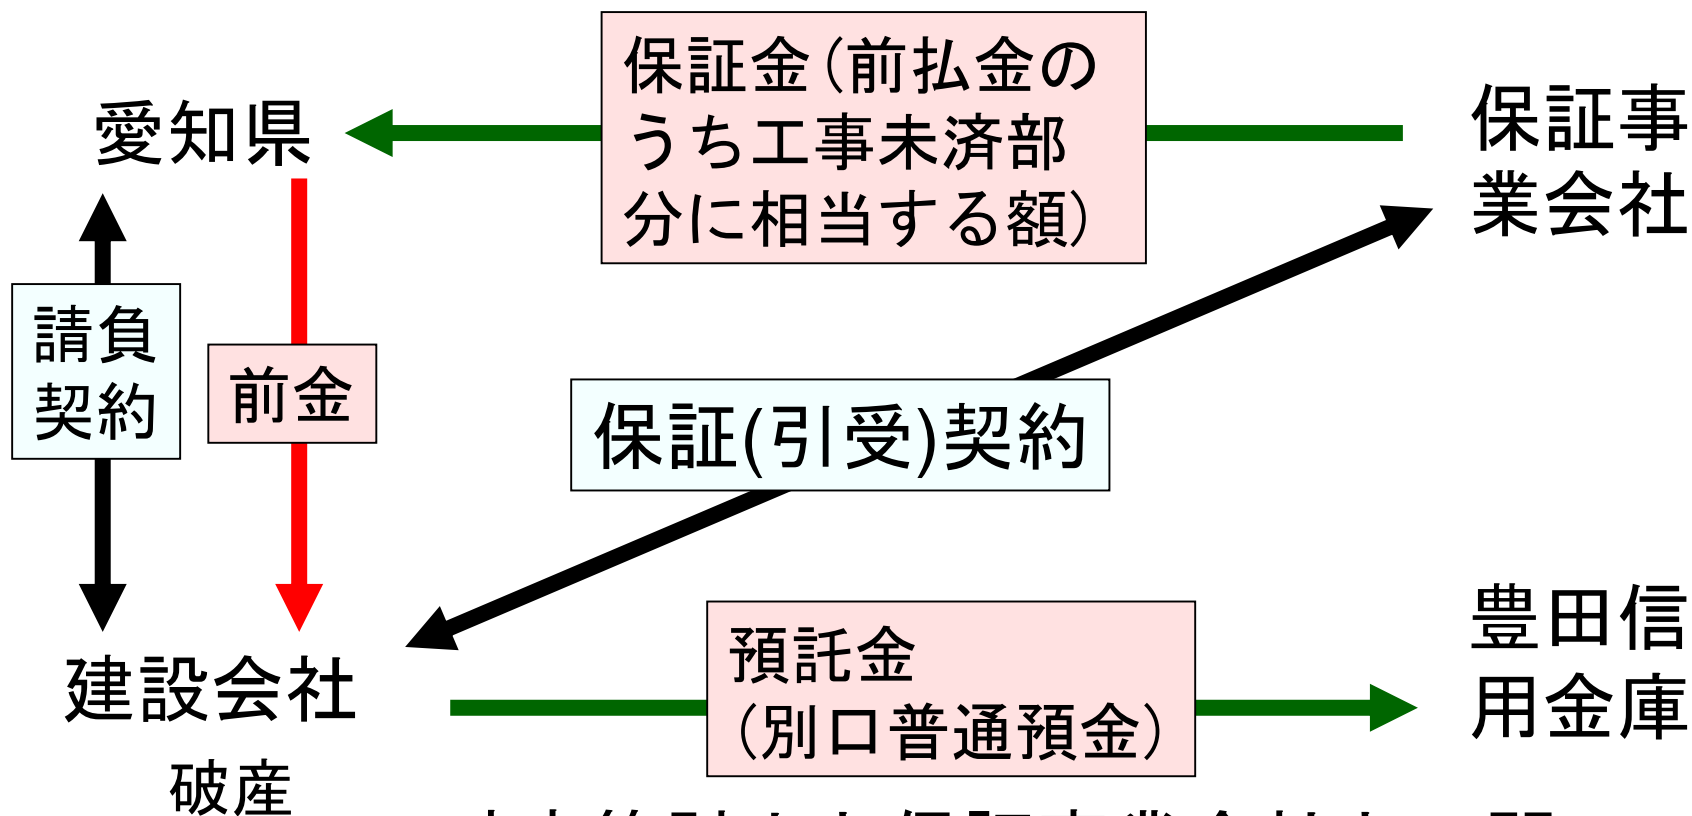 保証金(前払金の
うち工事未済部
分に相当する額)
愛知県
保証事
業会社
請負
契約
前金
保証(引受)契約
建設会社
破産
預託金
(別口普通預金)
豊田信
用金庫